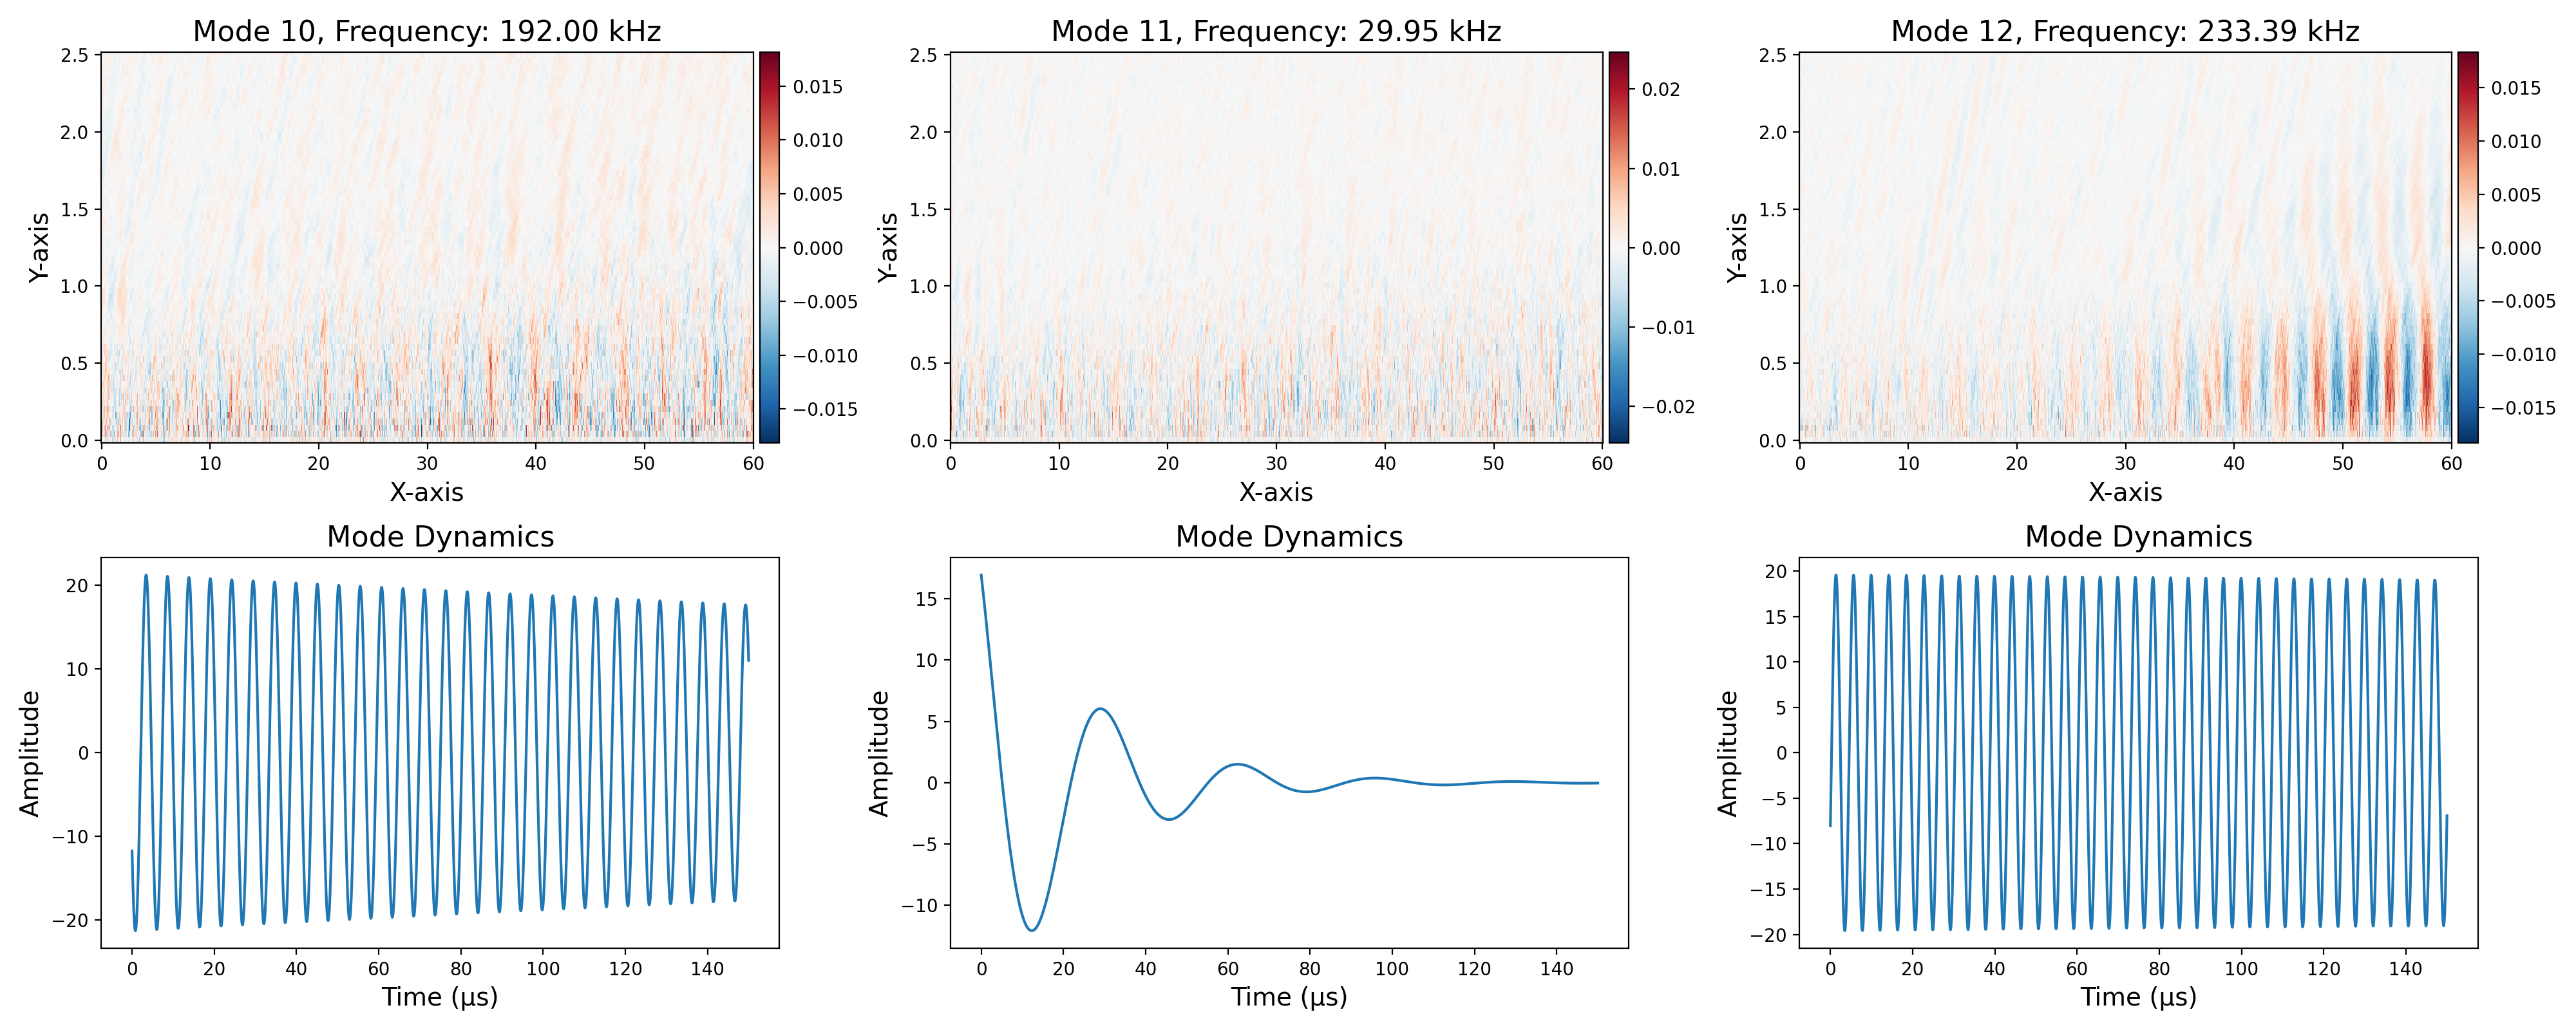 Mode 10, Frequency: 192.00 kHz
2.5
2.0
1.5
1.0
0.5
0.0
Y-axis
0 10 20 30 40 50 60
X-axis
0.015
0.010
0.005
0.000
−0.005
−0.010
−0.015
Mode 11, Frequency: 29.95 kHz
2.5
2.0
1.5
1.0
0.5
0.0
Y-axis
0 10 20 30 40 50 60
X-axis
0.02
0.01
0.00
−0.01
−0.02
Mode 12, Frequency: 233.39 kHz
2.5
2.0
1.5
1.0
0.5
0.0
Y-axis
0 10 20 30 40 50 60
X-axis
0.015
0.010
0.005
0.000
−0.005
−0.010
−0.015
Mode Dynamics
20
10
0
−10
−20
Amplitude
0 20 40 60 80 100 120 140
Time (µs)
Mode Dynamics
15
10
5
0
−5
−10
Amplitude
0 20 40 60 80 100 120 140
Time (µs)
Mode Dynamics
20
15
10
5
0
−5
−10
−15
−20
Amplitude
0 20 40 60 80 100 120 140
Time (µs)